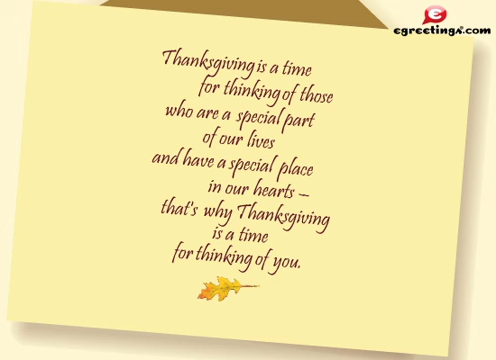 egreetings.com
Thanksgiving is a time
for thinking of those
who are a special part
of our lives
and have a special place
in our hearts –
that's why Thanksgiving
is a time
for thinking of you.